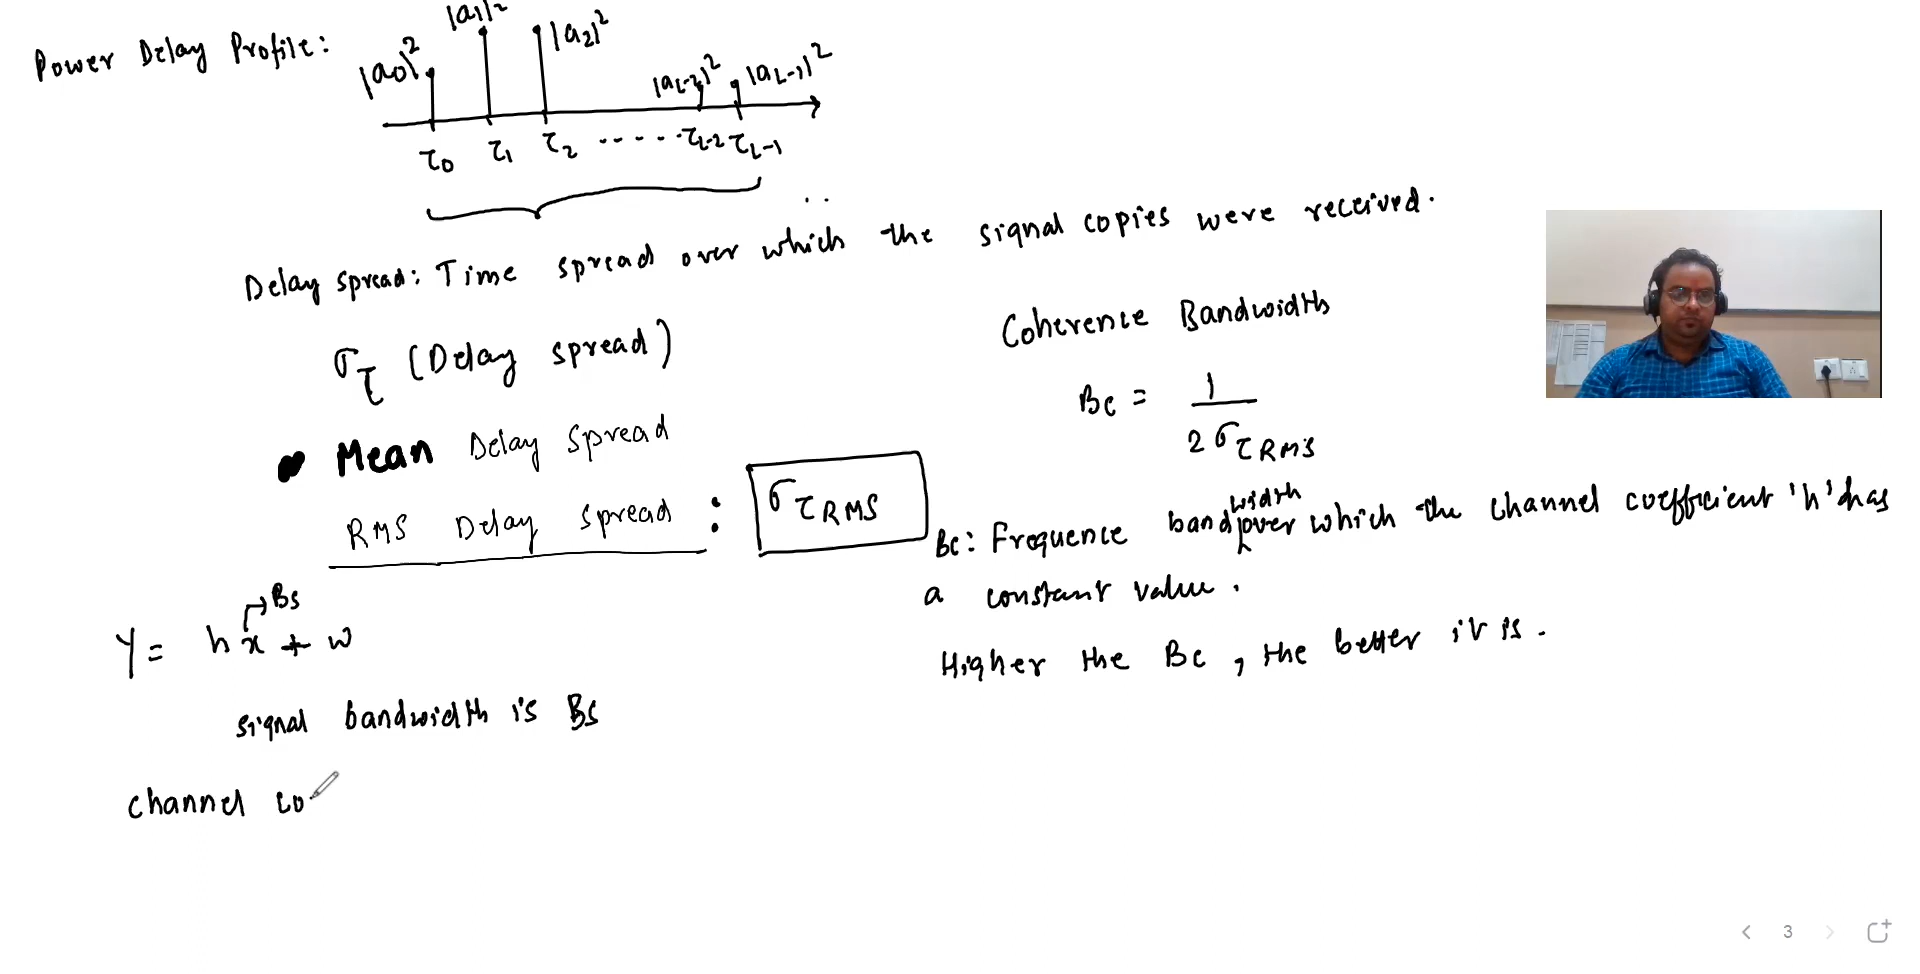 Power Delay Profile:
|a0|² |a1|² |a2|² |aL-2|² |aL-1|²
τ0 τ1 τ2 ...... τL-2 τL-1
Delay spread: Time spread over which the signal copies were received.
στ (Delay spread)
Mean Delay Spread
RMS Delay Spread : στRMS
Y = hx + w
Bs
signal bandwidth is Bs
channel co
Coherence Bandwidth
Bc = 1 / 2στRMS
Bc: Frequence bandwidth over which the channel coefficient 'h' has
a constant value.
Higher the Bc, the better it is.
3